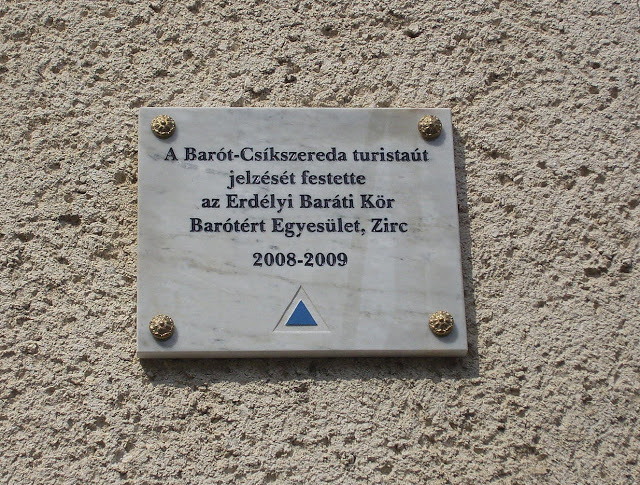 A Barót-Csíkszereda turistaút
jelzését festette
az Erdélyi Baráti Kör
Barótért Egyesület, Zirc
2008-2009